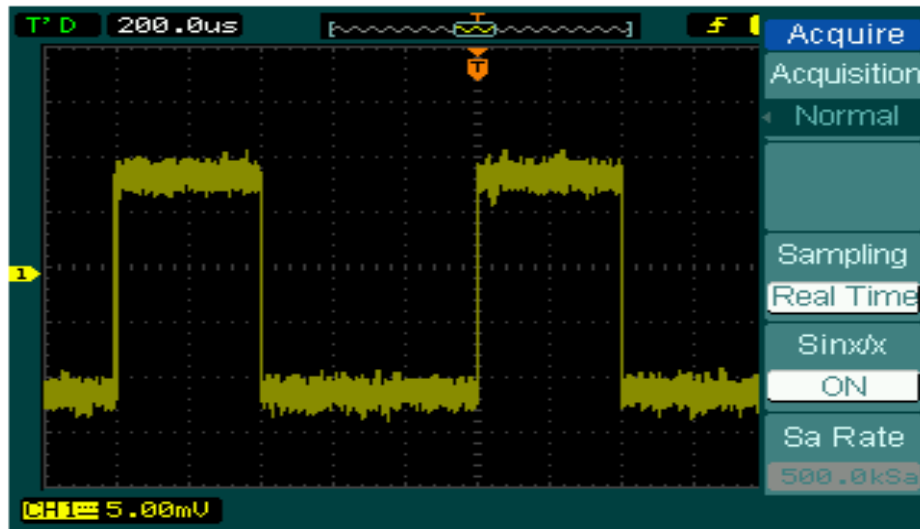 T'D 200.0us
T
T
1
CH1 5.00mV
Acquire
Acquisition
Normal
Sampling
Real Time
Sinx/x
ON
Sa Rate
500.0kSa